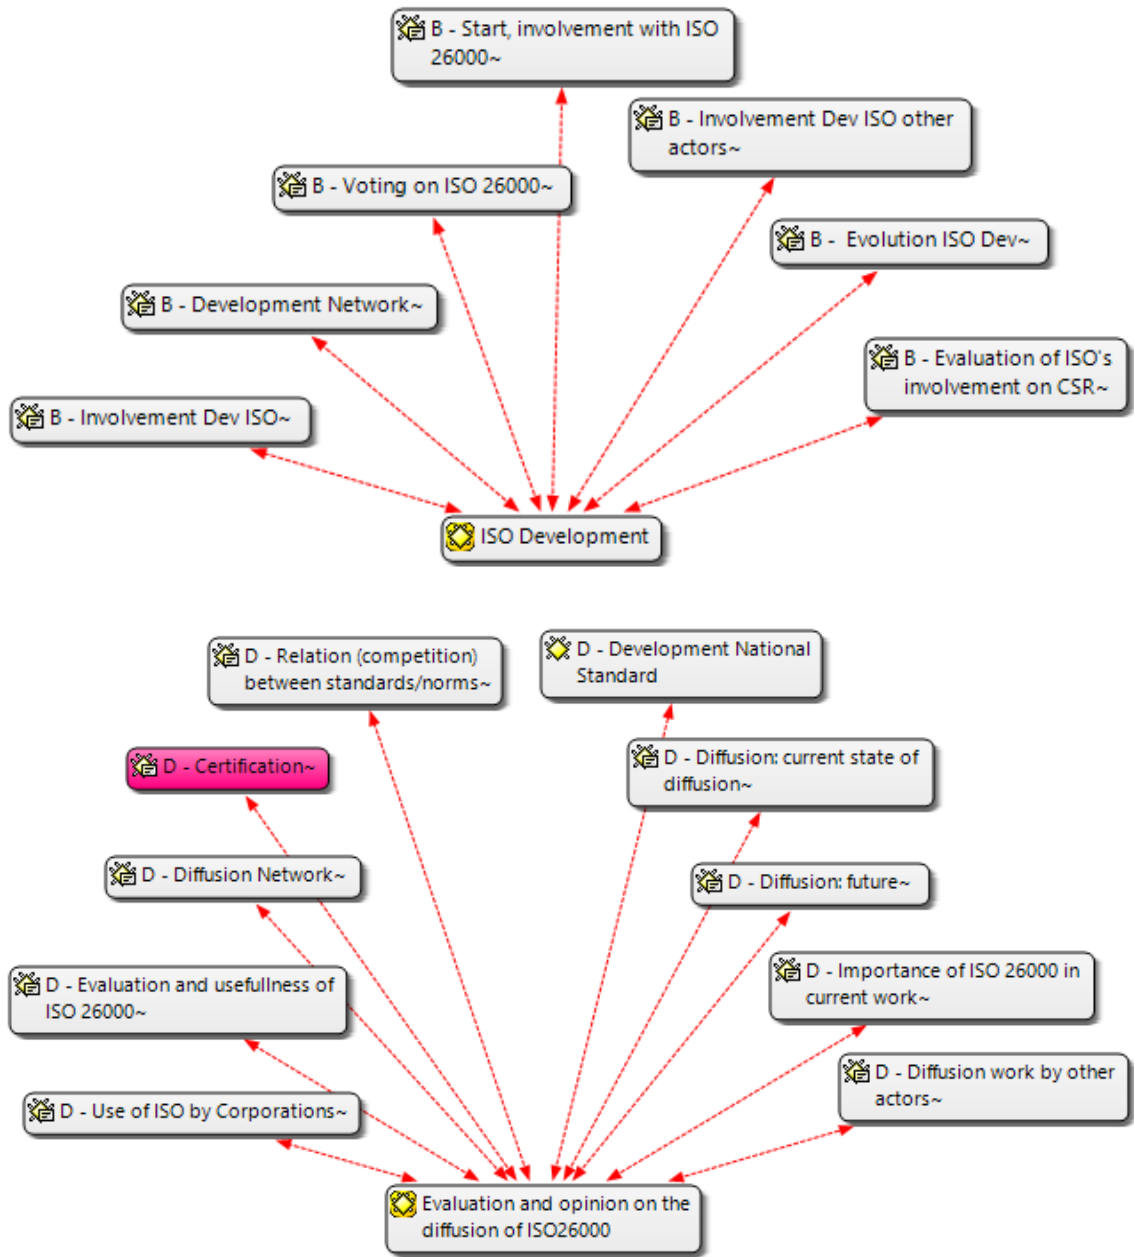 B - Start, involvement with ISO
26000~
B - Involvement Dev ISO other
actors~
B - Voting on ISO 26000~
B -  Evolution ISO Dev~
B - Development Network~
B - Evaluation of ISO's
involvement on CSR~
B - Involvement Dev ISO~
ISO Development
D - Relation (competition)
between standards/norms~
D - Development National
Standard
D - Certification~
D - Diffusion: current state of
diffusion~
D - Diffusion Network~
D - Diffusion: future~
D - Evaluation and usefullness of
ISO 26000~
D - Importance of ISO 26000 in
current work~
D - Use of ISO by Corporations~
D - Diffusion work by other
actors~
Evaluation and opinion on the
diffusion of ISO26000